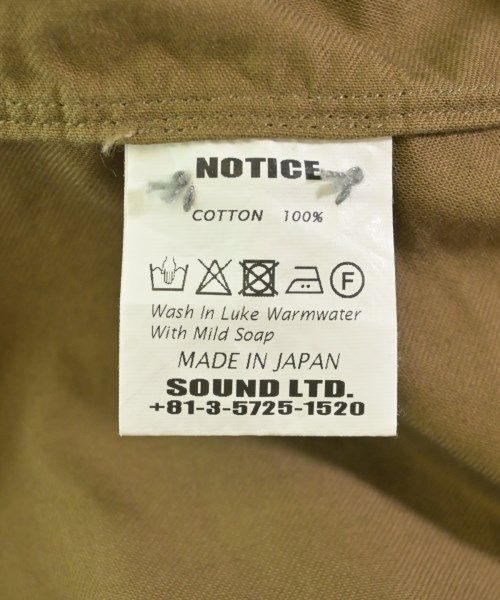 NOTICE
COTTON 100%
F
Wash In Luke Warmwater
With Mild Soap
MADE IN JAPAN
SOUND LTD.
+81-3-5725-1520